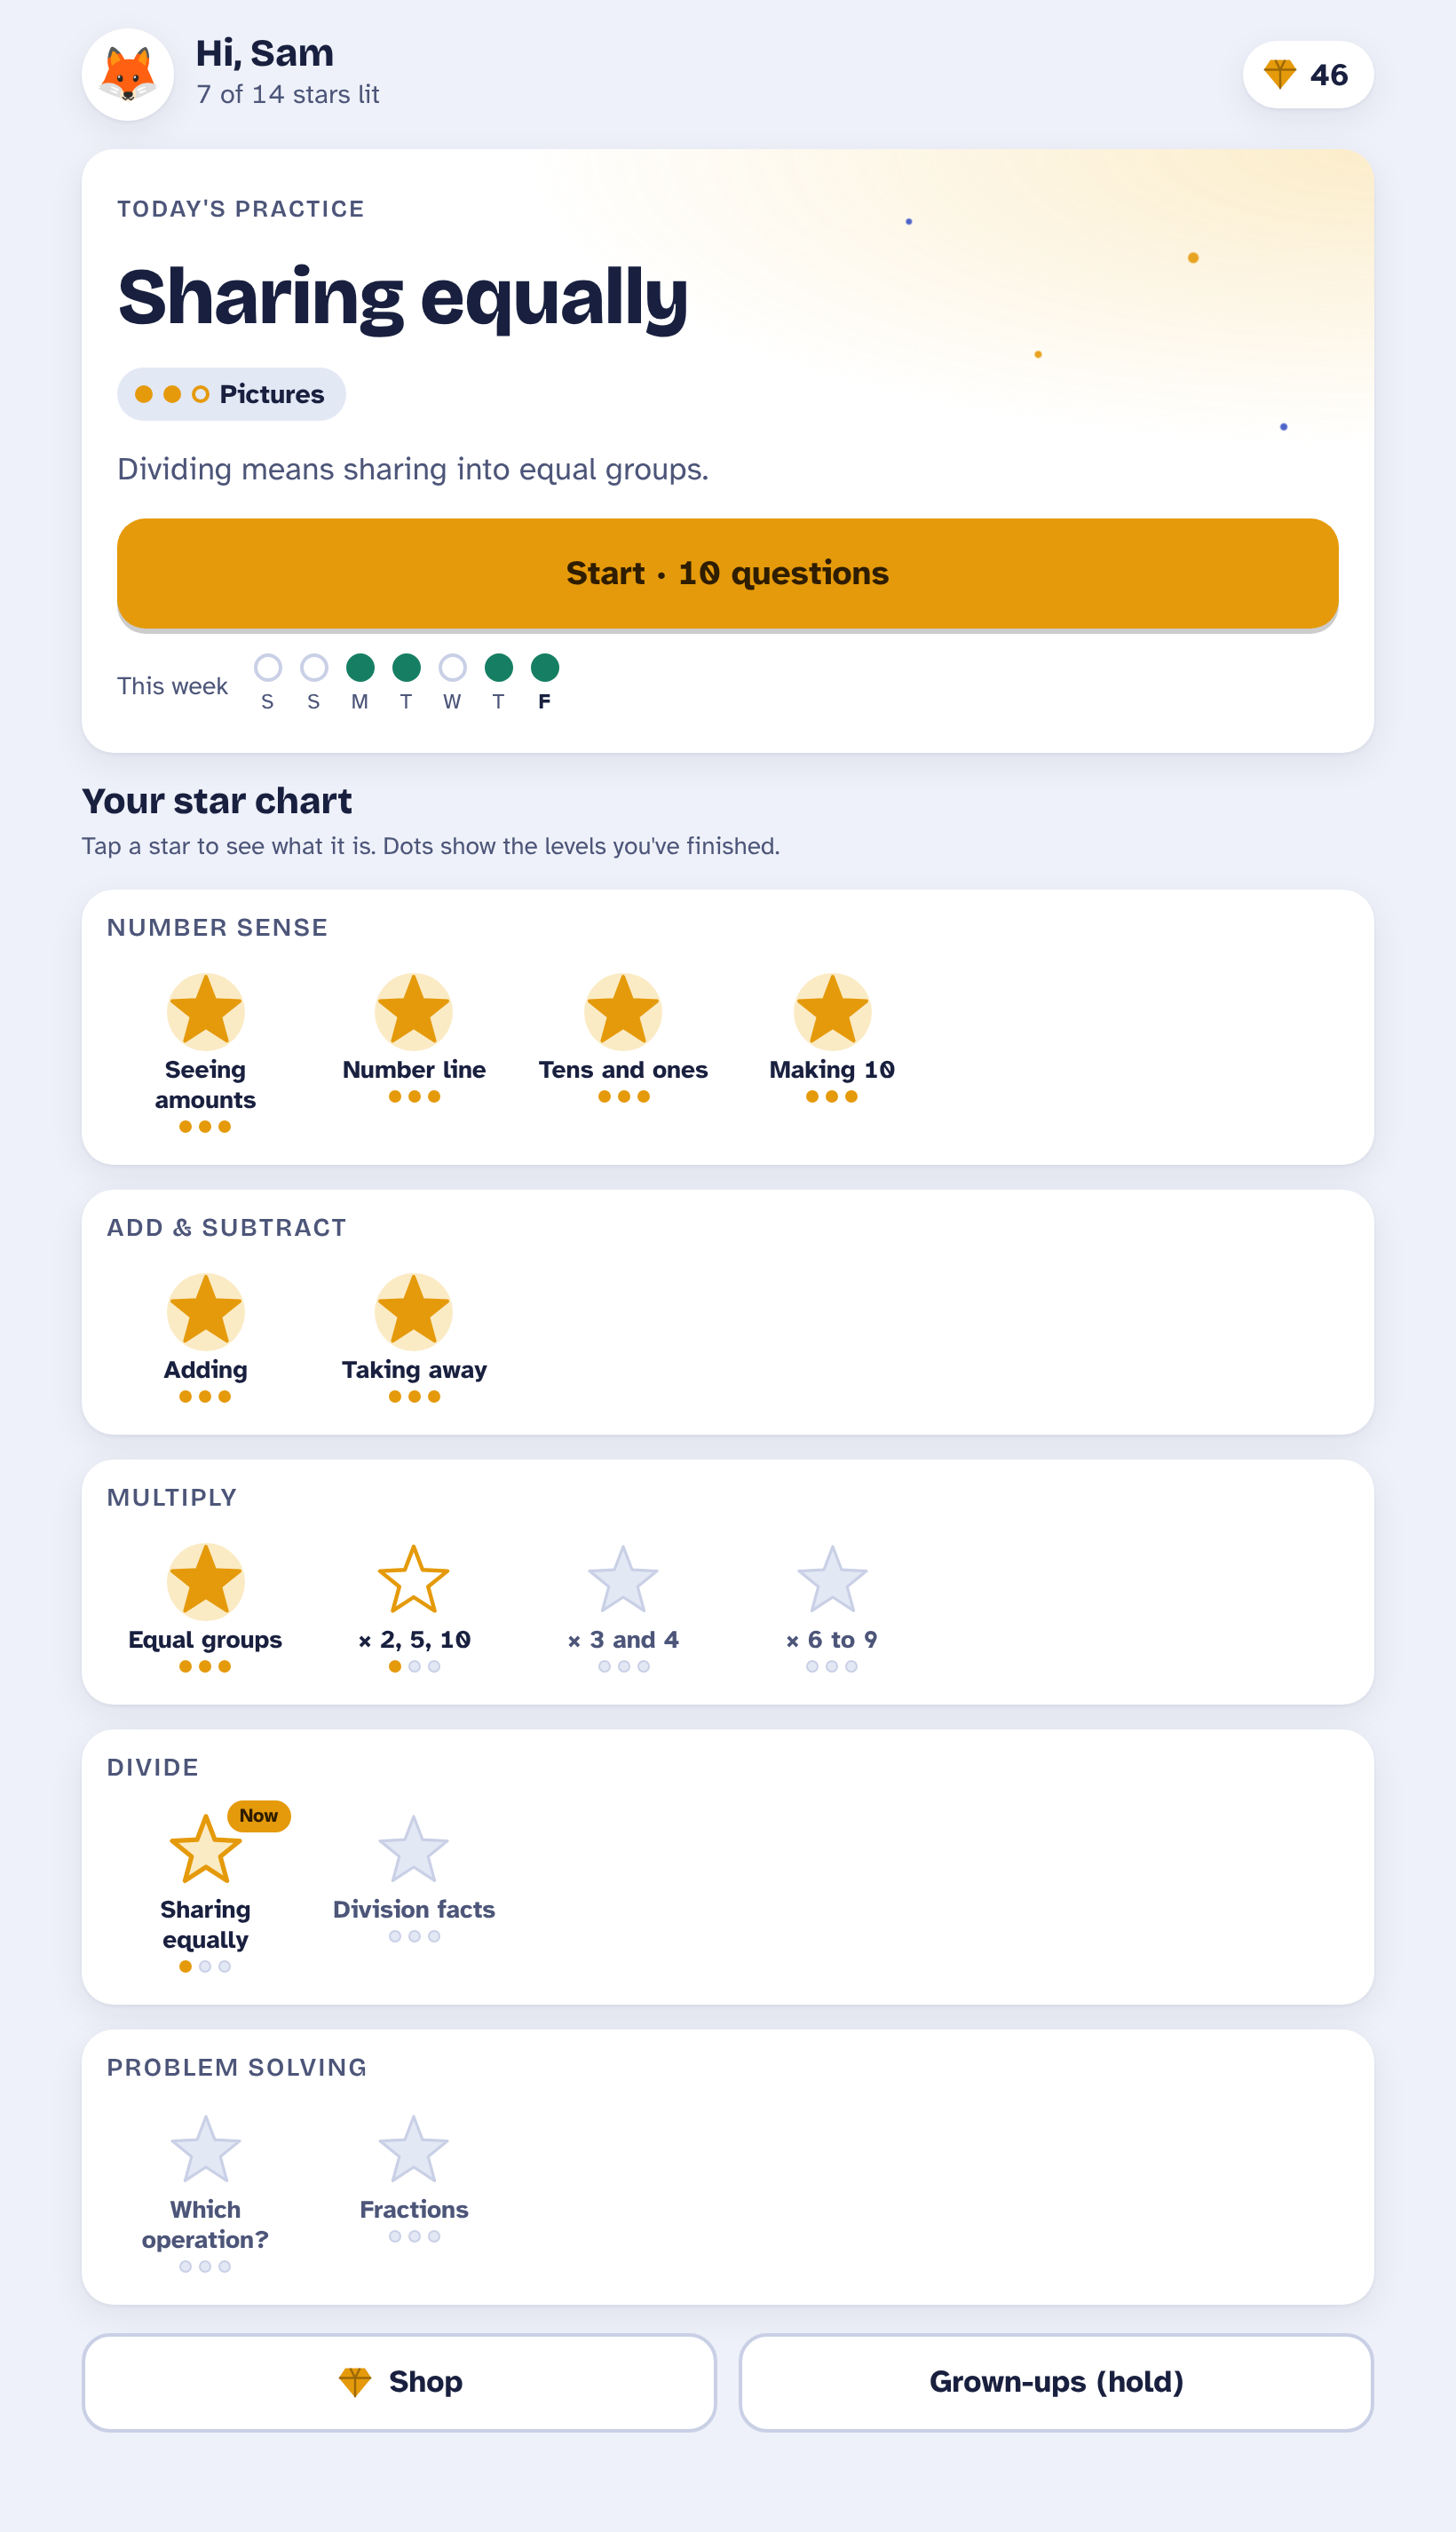 Hi, Sam
7 of 14 stars lit
46
TODAY'S PRACTICE
Sharing equally
Pictures
Dividing means sharing into equal groups.
Start · 10 questions
This week
S S M T W T F
Your star chart
Tap a star to see what it is. Dots show the levels you've finished.
NUMBER SENSE
Seeing
amounts
Number line
Tens and ones
Making 10
ADD & SUBTRACT
Adding
Taking away
MULTIPLY
Equal groups
× 2, 5, 10
× 3 and 4
× 6 to 9
DIVIDE
Now
Sharing
equally
Division facts
PROBLEM SOLVING
Which
operation?
Fractions
Shop
Grown-ups (hold)